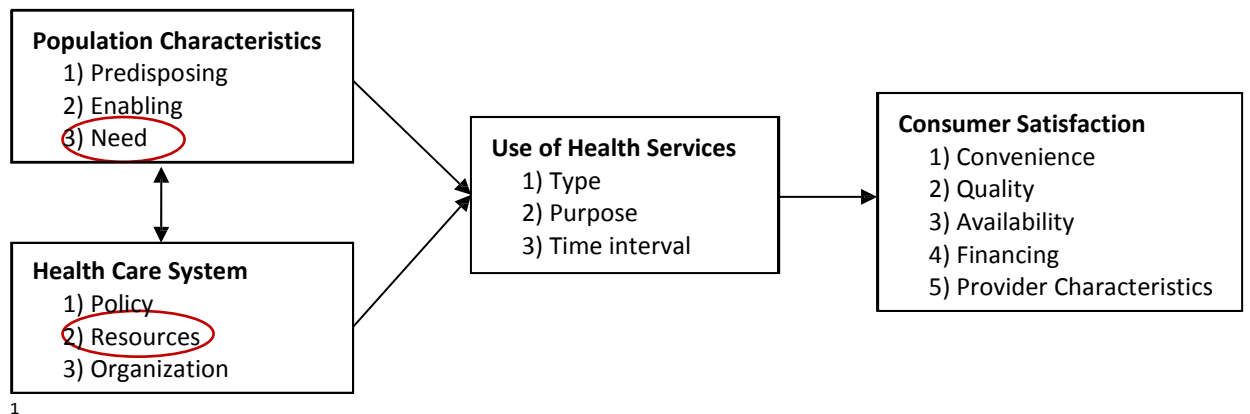 Population Characteristics
1) Predisposing
2) Enabling
3) Need
Health Care System
1) Policy
2) Resources
3) Organization
Use of Health Services
1) Type
2) Purpose
3) Time interval
Consumer Satisfaction
1) Convenience
2) Quality
3) Availability
4) Financing
5) Provider Characteristics
1